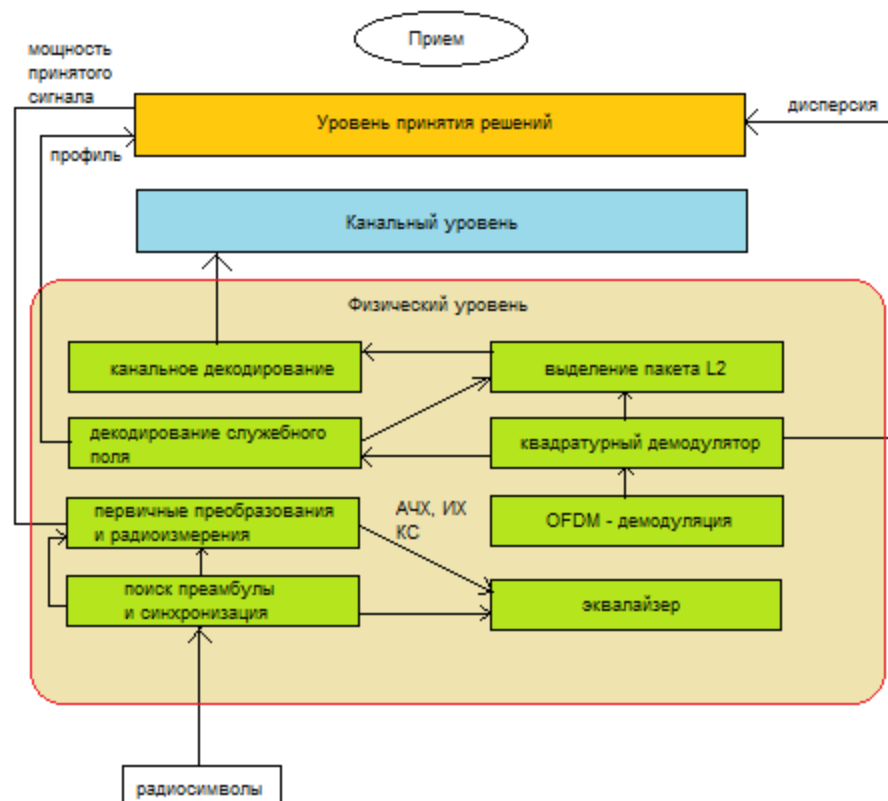 Прием
мощность
принятого
сигнала
Уровень принятия решений
дисперсия
профиль
Канальный уровень
Физический уровень
канальное декодирование
выделение пакета L2
декодирование служебного
поля
квадратурный демодулятор
первичные преобразования
и радиоизмерения
АЧХ, ИХ
КС
OFDM - демодуляция
поиск преамбулы
и синхронизация
эквалайзер
радиосимволы